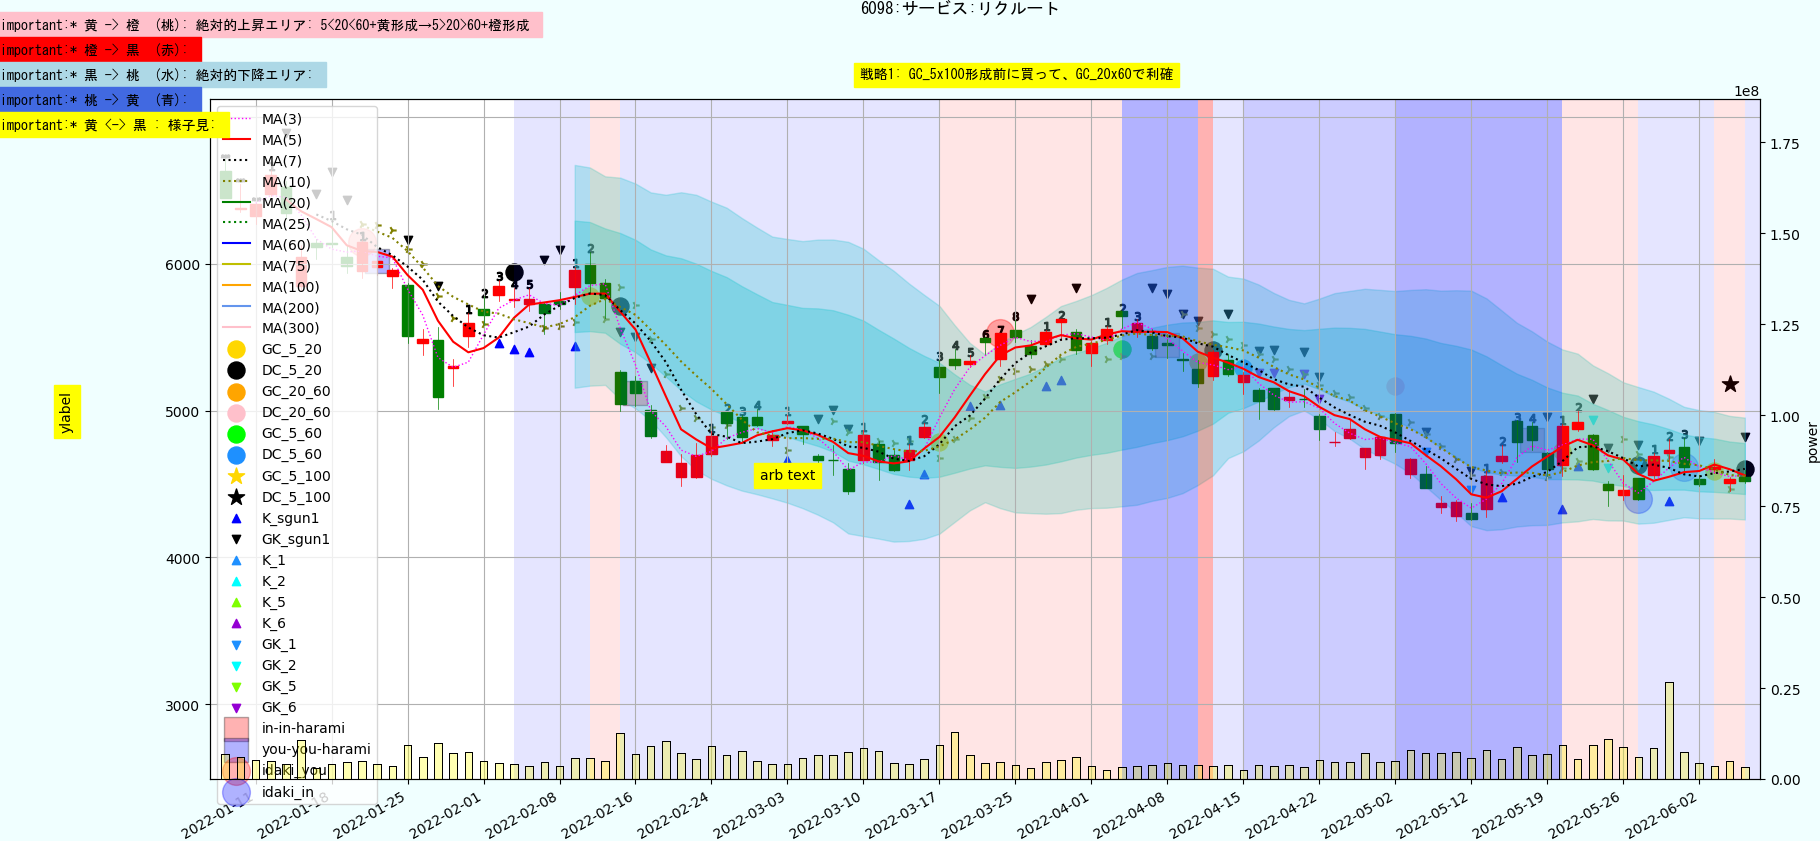 6098:サービス:リクルート
important:* 黄 -> 橙 (桃): 絶対的上昇エリア: 5<20<60+黄形成→5>20>60+橙形成
important:* 橙 -> 黒 (赤):
important:* 黒 -> 桃 (水): 絶対的下降エリア:
戦略1: GC_5x100形成前に買って、GC_20x60で利確
important:* 桃 -> 黄 (青):
important:* 黄 <-> 黒 : 様子見:
1e8
MA(3)
MA(5)
MA(7)
MA(10)
MA(20)
MA(25)
MA(60)
MA(75)
MA(100)
MA(200)
MA(300)
GC_5_20
DC_5_20
GC_20_60
DC_20_60
GC_5_60
DC_5_60
GC_5_100
DC_5_100
K_sgun1
GK_sgun1
K_1
K_2
K_5
K_6
GK_1
GK_2
GK_5
GK_6
in-in-harami
you-you-harami
idaki_you
idaki_in
6000
5000
4000
3000
ylabel
arb text
1.75
1.50
1.25
1.00
0.75
0.50
0.25
0.00
power
2022-01-11
2022-01-18
2022-01-25
2022-02-01
2022-02-08
2022-02-16
2022-02-24
2022-03-03
2022-03-10
2022-03-17
2022-03-25
2022-04-01
2022-04-08
2022-04-15
2022-04-22
2022-05-02
2022-05-12
2022-05-19
2022-05-26
2022-06-02